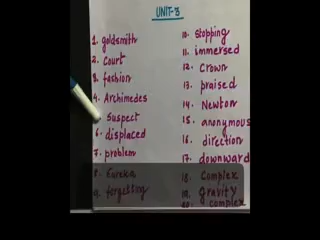 UNIT-3
1. goldsmith
2. Court
3. fashion
4. Archimedes
suspect
6. displaced
7. problem
8. Eureka
9. forgetting
10. stopping
11. immersed
12. Crown
13. praised
14. Newton
15. anonymous
16. direction
17. downward
18. Complex
19. gravity
20. complex